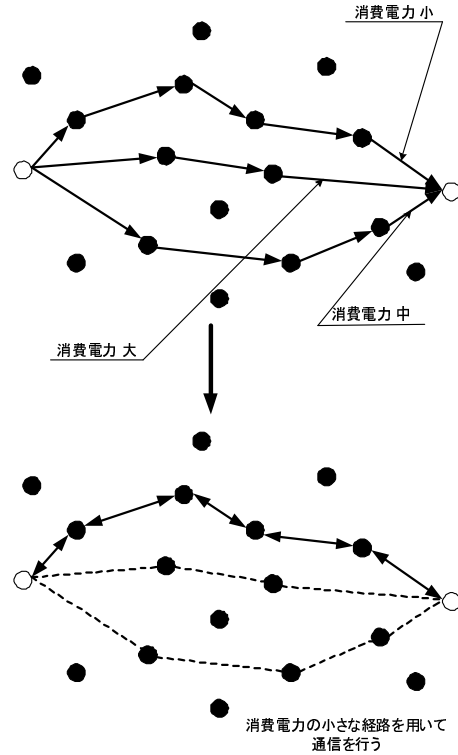 消費電力 小
消費電力 中
消費電力 大
消費電力の小さな経路を用いて
通信を行う